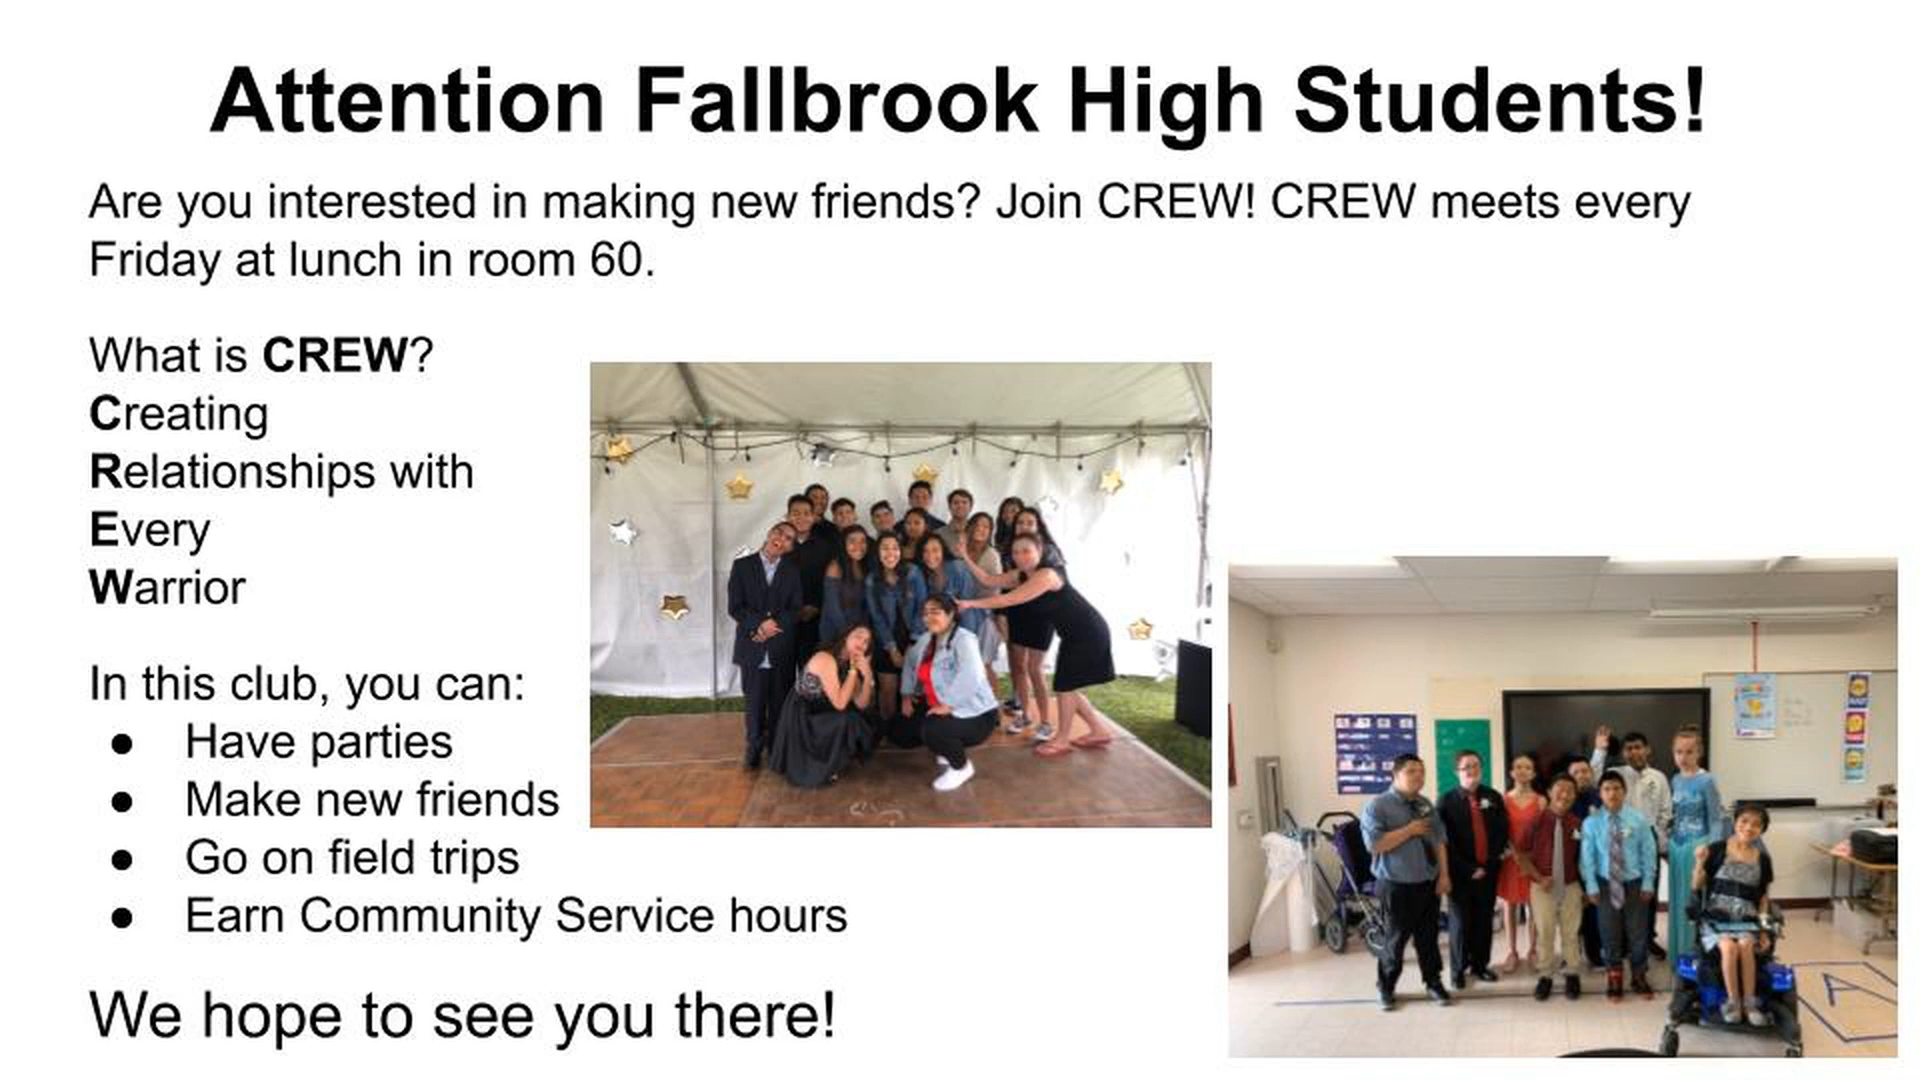 Attention Fallbrook High Students!
Are you interested in making new friends? Join CREW! CREW meets every
Friday at lunch in room 60.
What is CREW?
Creating
Relationships with
Every
Warrior
In this club, you can:
● Have parties
● Make new friends
● Go on field trips
● Earn Community Service hours
We hope to see you there!